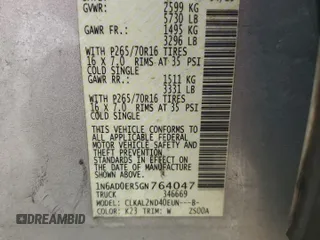 GVWR: 2599 KG
5730 LB
GAWR FR.: 1495 KG
3296 LB
WITH P265/70R16 TIRES
16 X 7.0 RIMS AT 35 PSI
COLD SINGLE
GAWR RR.: 1511 KG
3331 LB
WITH P265/70R16 TIRES
16 X 7.0 RIMS AT 35 PSI
COLD SINGLE
THIS VEHICLE CONFORMS TO ALL APPLICABLE
FEDERAL MOTOR VEHICLE SAFETY STANDARDS
IN EFFECT ON THE DATE OF
MANUFACTURE SHOWN ABOVE.
1N6AD0ER5GN764047
TRUCK 346669
MODEL: CLKALZND40EUN---B-
COLOR: K23 TRIM: W ZS00A
DREAMBID